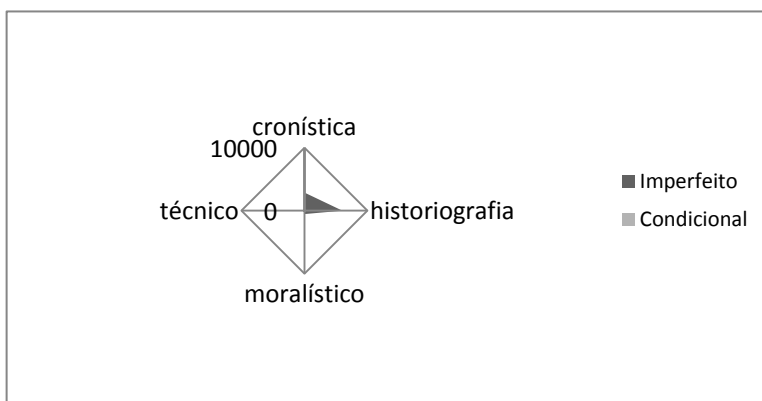 cronística
10000
técnico
0
historiografia
moralístico
Imperfeito
Condicional